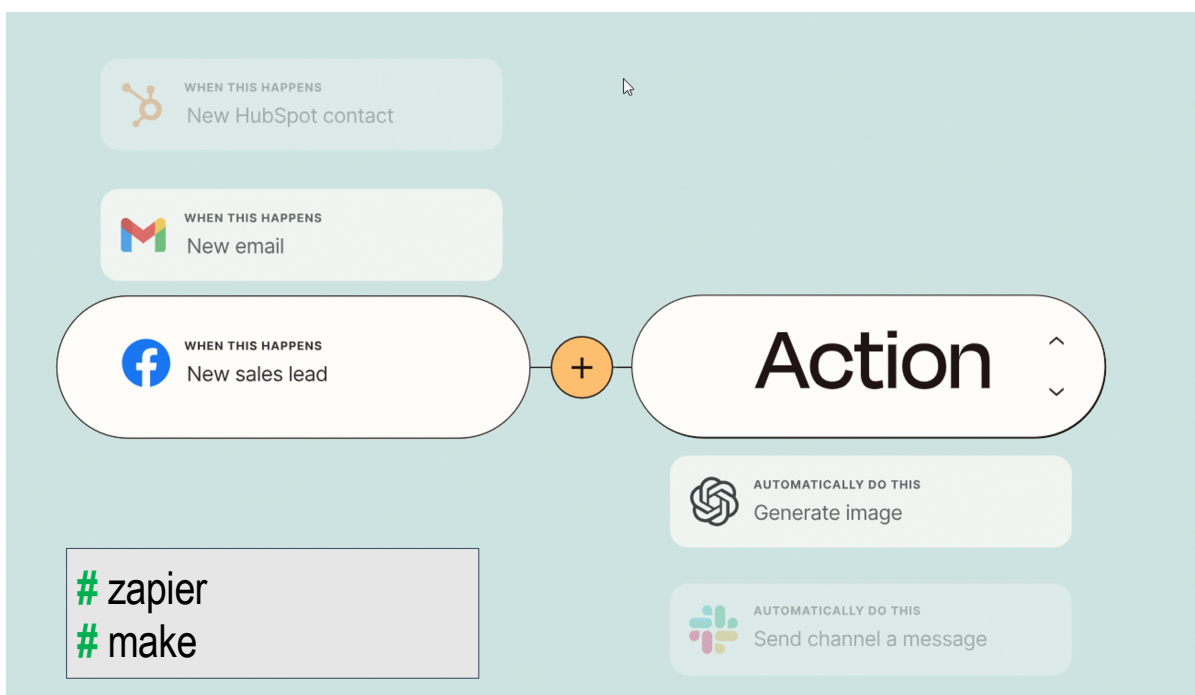 WHEN THIS HAPPENS
New HubSpot contact
WHEN THIS HAPPENS
New email
WHEN THIS HAPPENS
New sales lead
+
Action
AUTOMATICALLY DO THIS
Generate image
AUTOMATICALLY DO THIS
Send channel a message
# zapier
# make